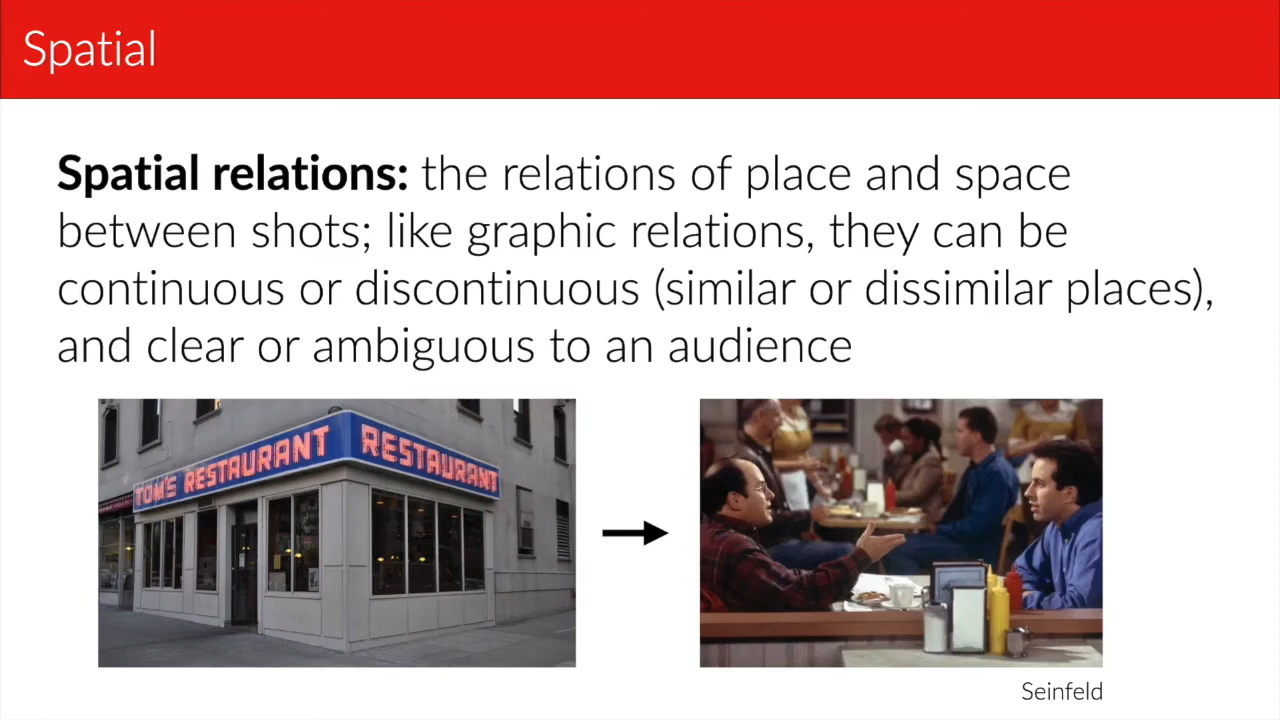 Spatial
Spatial relations: the relations of place and space
between shots; like graphic relations, they can be
continuous or discontinuous (similar or dissimilar places),
and clear or ambiguous to an audience
TOM'S RESTAURANT RESTAURANT
Seinfeld